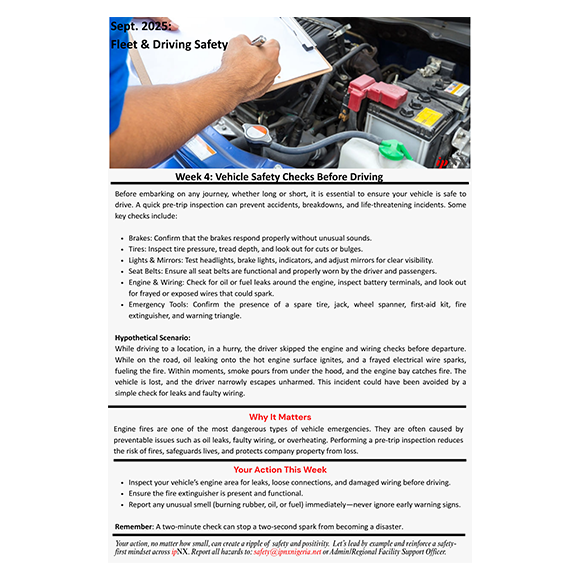 Sept. 2025:
Fleet & Driving Safety
ip
Week 4: Vehicle Safety Checks Before Driving
Before embarking on any journey, whether long or short, it is essential to ensure your vehicle is safe to
drive. A quick pre-trip inspection can prevent accidents, breakdowns, and life-threatening incidents. Some
key checks include:
• Brakes: Confirm that the brakes respond properly without unusual sounds.
• Tires: Inspect tire pressure, tread depth, and look out for cuts or bulges.
• Lights & Mirrors: Test headlights, brake lights, indicators, and adjust mirrors for clear visibility.
• Seat Belts: Ensure all seat belts are functional and properly worn by the driver and passengers.
• Engine & Wiring: Check for oil or fuel leaks around the engine, inspect battery terminals, and look out
for frayed or exposed wires that could spark.
• Emergency Tools: Confirm the presence of a spare tire, jack, wheel spanner, first-aid kit, fire
extinguisher, and warning triangle.
Hypothetical Scenario:
While driving to a location, in a hurry, the driver skipped the engine and wiring checks before departure.
While on the road, oil leaking onto the hot engine surface ignites, and a frayed electrical wire sparks,
fueling the fire. Within moments, smoke pours from under the hood, and the engine bay catches fire. The
vehicle is lost, and the driver narrowly escapes unharmed. This incident could have been avoided by a
simple check for leaks and faulty wiring.
Why It Matters
Engine fires are one of the most dangerous types of vehicle emergencies. They are often caused by
preventable issues such as oil leaks, faulty wiring, or overheating. Performing a pre-trip inspection reduces
the risk of fires, safeguards lives, and protects company property from loss.
Your Action This Week
• Inspect your vehicle's engine area for leaks, loose connections, and damaged wiring before driving.
• Ensure the fire extinguisher is present and functional.
• Report any unusual smell (burning rubber, oil, or fuel) immediately—never ignore early warning signs.
Remember: A two-minute check can stop a two-second spark from becoming a disaster.
Your action, no matter how small, can create a ripple of safety and positivity. Let's lead by example and reinforce a safety-
first mindset across ipNX. Report all hazards to: safety@ipnxnigeria.net or Admin/Regional Facility Support Officer.